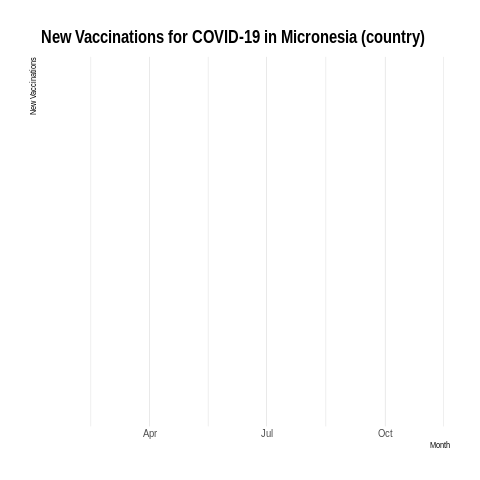 New Vaccinations for COVID-19 in Micronesia (country)
New Vaccinations
Apr Jul Oct
Month